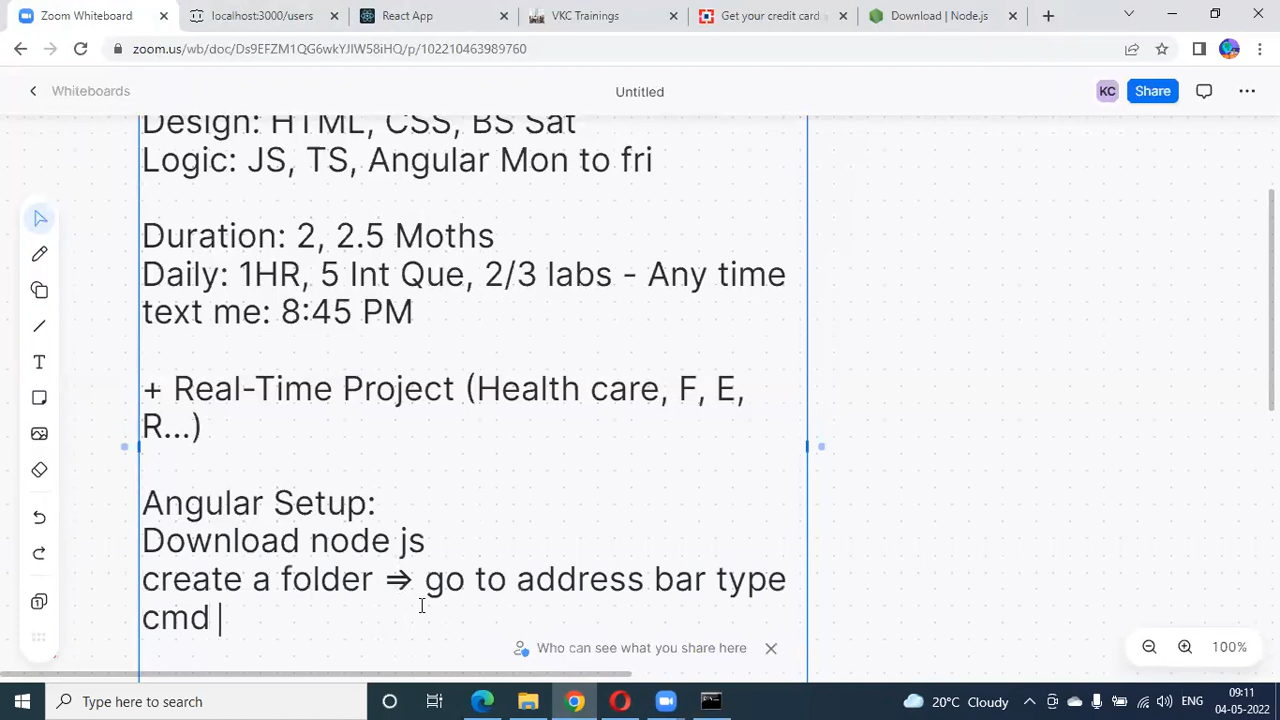 Zoom Whiteboard
localhost:3000/users
React App
VKC Trainings
Get your credit card
Download | Node.js
zoom.us/wb/doc/Ds9EFZM1QG6wkYJlW58iHQ/p/102210463989760
Whiteboards
Untitled
KC
Share
Design: HTML, CSS, BS Sat
Logic: JS, TS, Angular Mon to fri
Duration: 2, 2.5 Moths
Daily: 1HR, 5 Int Que, 2/3 labs - Any time
text me: 8:45 PM
+ Real-Time Project (Health care, F, E,
R...)
Angular Setup:
Download node js
create a folder => go to address bar type
cmd
T
Who can see what you share here
100%
Type here to search
20°C Cloudy
ENG
09:11
04-05-2022